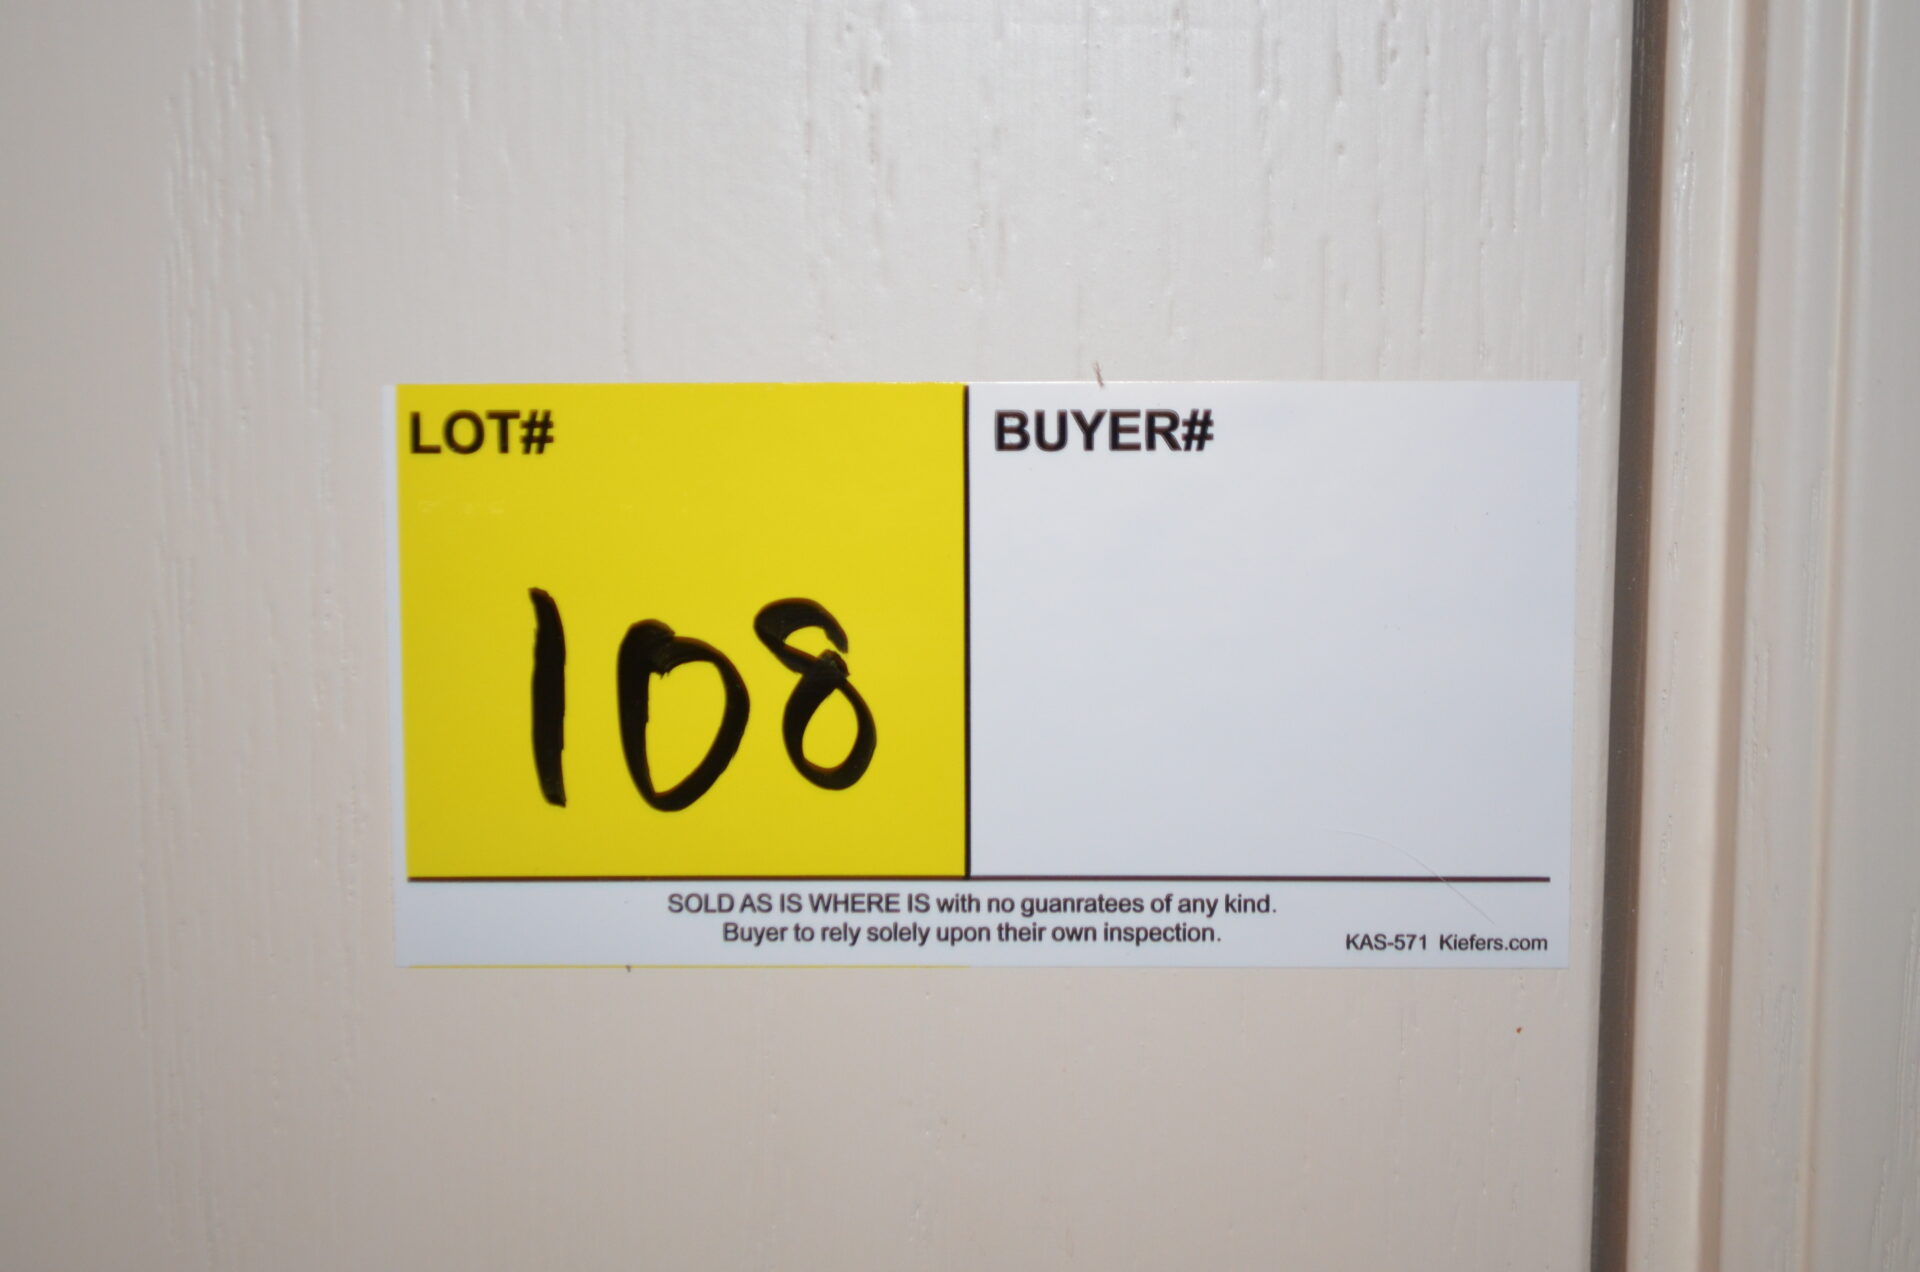 LOT# BUYER#
108
SOLD AS IS WHERE IS with no guanratees of any kind.
Buyer to rely solely upon their own inspection.
KAS-571 Kiefers.com